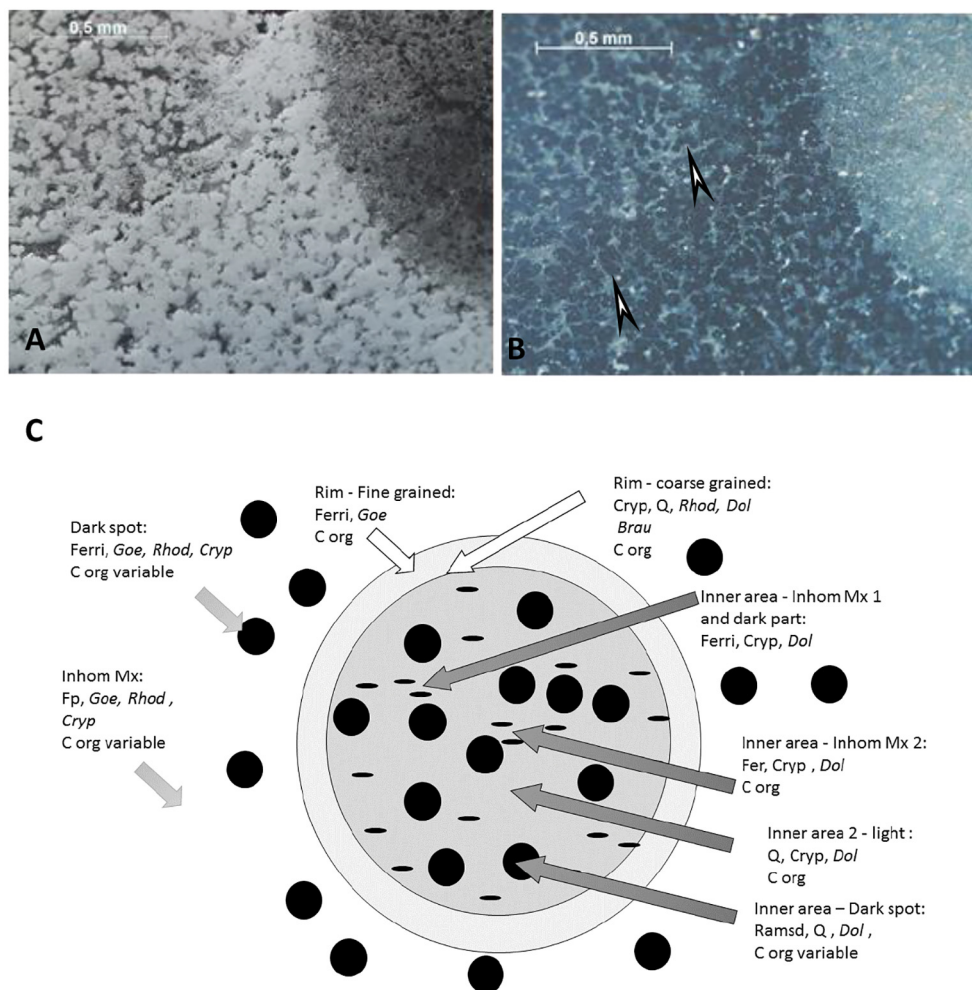 0,5 mm
A
0,5 mm
B
C
Dark spot:
Ferri, Goe, Rhod, Cryp
C org variable
Rim - Fine grained:
Ferri, Goe
C org
Rim - coarse grained:
Cryp, Q, Rhod, Dol
Brau
C org
Inner area - Inhom Mx 1
and dark part:
Ferri, Cryp, Dol
Inhom Mx:
Fp, Goe, Rhod ,
Cryp
C org variable
Inner area - Inhom Mx 2:
Fer, Cryp , Dol
C org
Inner area 2 - light :
Q, Cryp, Dol
C org
Inner area – Dark spot:
Ramsd, Q , Dol ,
C org variable